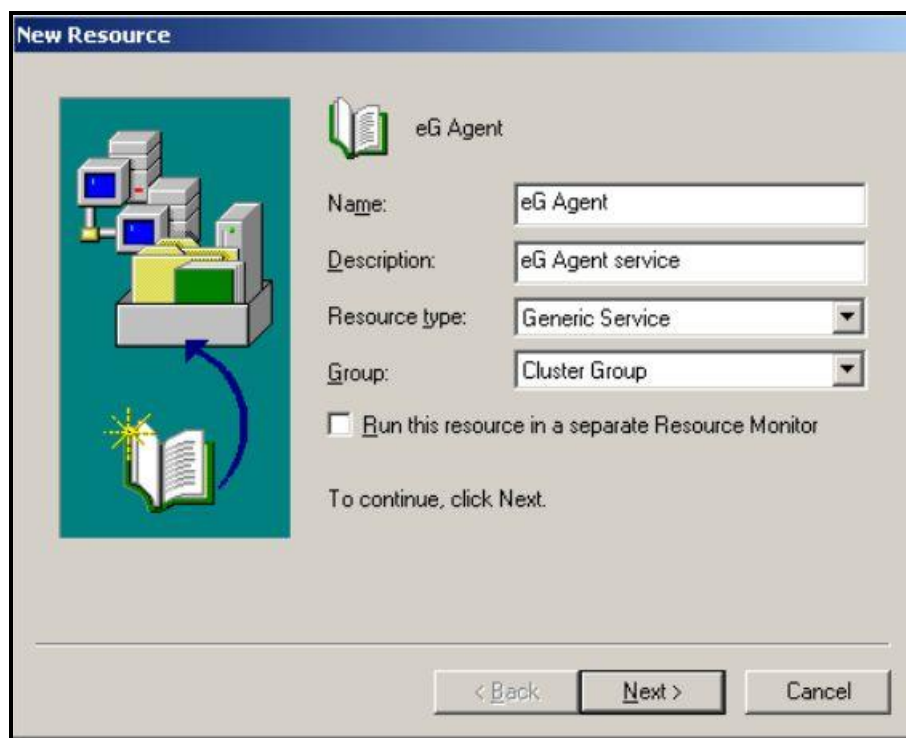 New Resource
eG Agent
Name: eG Agent
Description: eG Agent service
Resource type: Generic Service
Group: Cluster Group
Run this resource in a separate Resource Monitor
To continue, click Next.
< Back Next > Cancel